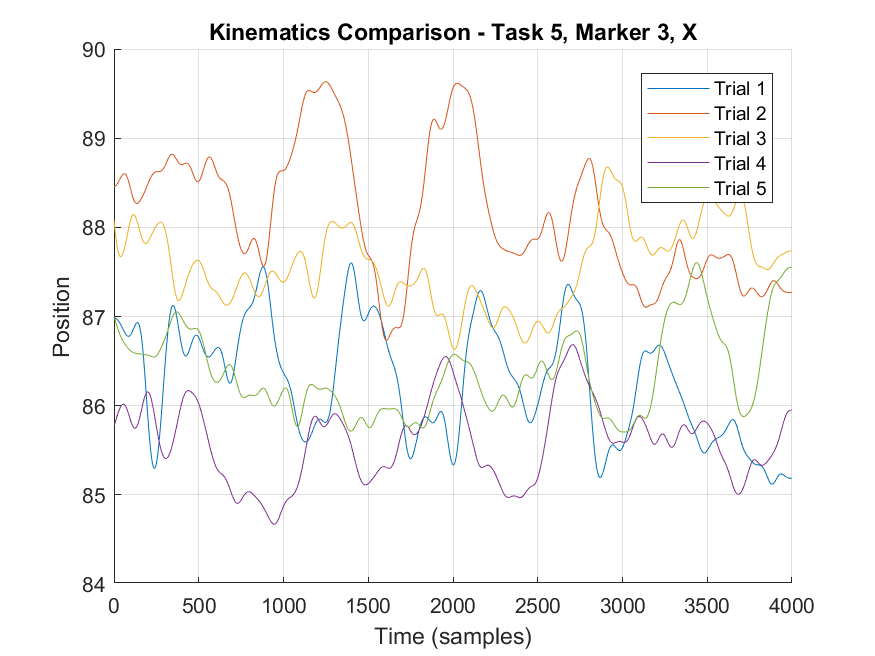 Kinematics Comparison - Task 5, Marker 3, X
90
89
88
87
86
85
84
Position
Trial 1
Trial 2
Trial 3
Trial 4
Trial 5
0 500 1000 1500 2000 2500 3000 3500 4000
Time (samples)